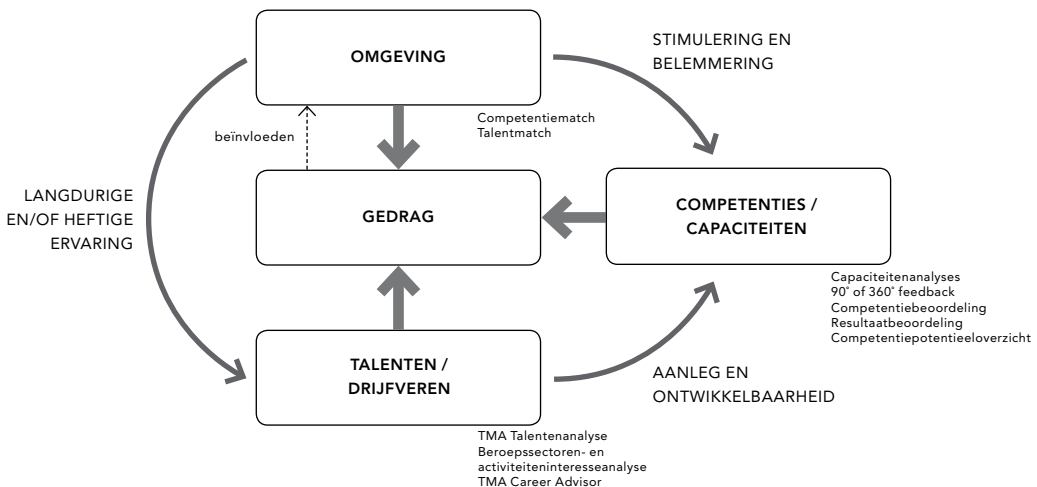 OMGEVING
STIMULERING EN
BELEMMERING
Competentiematch
Talentmatch
beïnvloeden
LANGDURIGE
EN/OF HEFTIGE
ERVARING
GEDRAG
COMPETENTIES /
CAPACITEITEN
Capaciteitenanalyses
90˚ of 360˚ feedback
Competentiebeoordeling
Resultaatbeoordeling
Competentiepotentieeloverzicht
TALENTEN /
DRIJFVEREN
AANLEG EN
ONTWIKKELBAARHEID
TMA Talentenanalyse
Beroepssectoren- en
activiteiteninteresseanalyse
TMA Career Advisor